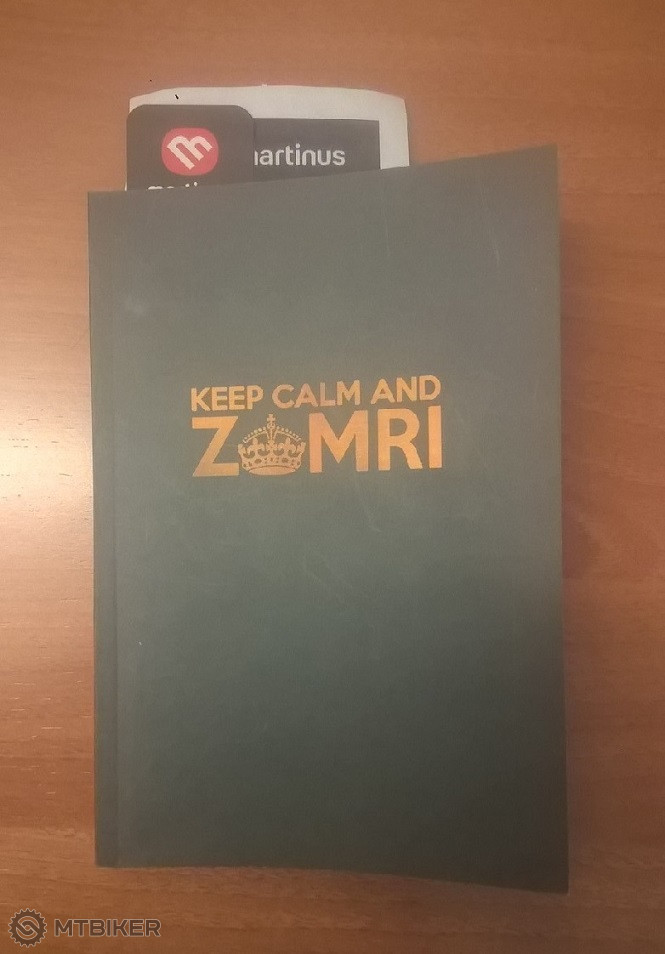 martinus
KEEP CALM AND
ZOMRI
MTBIKER